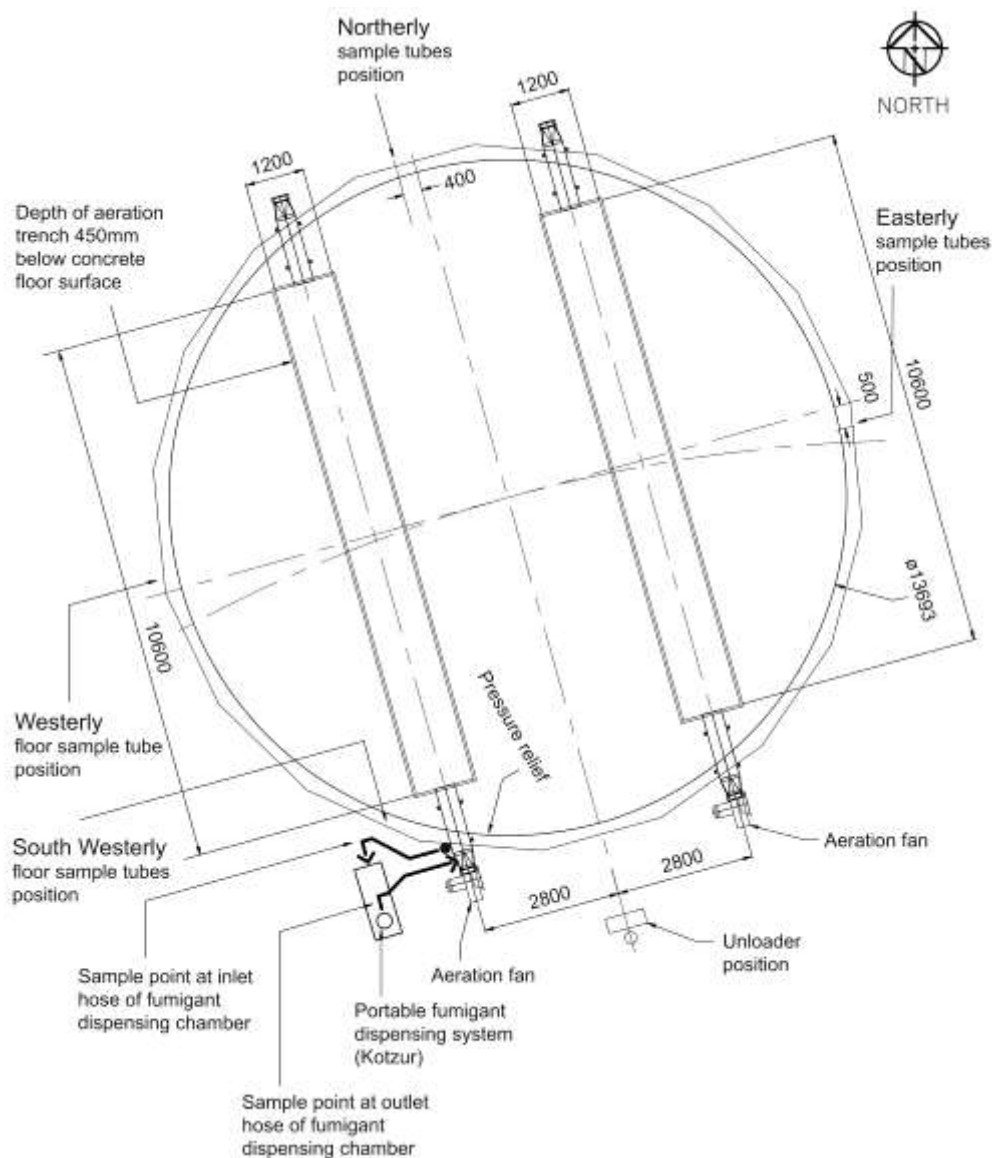 Northerly
sample tubes
position
NORTH
1200
1200
400
Depth of aeration
trench 450mm
below concrete
floor surface
Easterly
sample tubes
position
500
10600
ø13693
10600
Westerly
floor sample tube
position
Pressure relief
South Westerly
floor sample tubes
position
Aeration fan
2800
2800
Unloader
position
Sample point at inlet
hose of fumigant
dispensing chamber
Aeration fan
Portable fumigant
dispensing system
(Kotzur)
Sample point at outlet
hose of fumigant
dispensing chamber